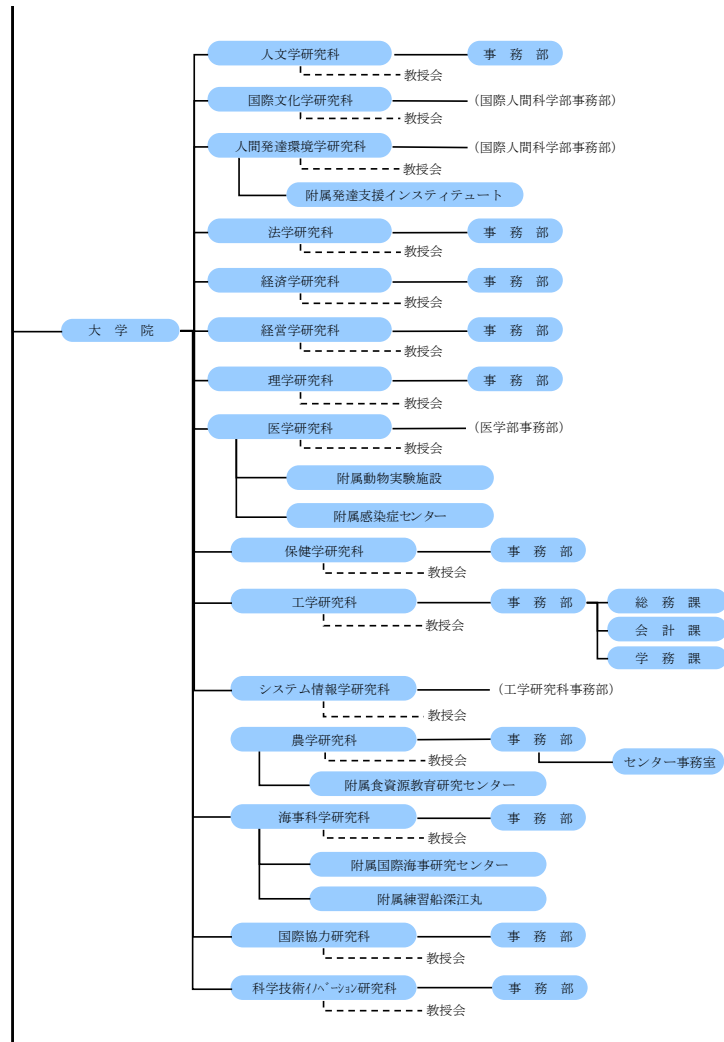 人文学研究科 事 務 部
教授会
国際文化学研究科 (国際人間科学部事務部)
教授会
人間発達環境学研究科 (国際人間科学部事務部)
教授会
附属発達支援インスティテュート
法学研究科 事 務 部
教授会
経済学研究科 事 務 部
教授会
大 学 院 経営学研究科 事 務 部
教授会
理学研究科 事 務 部
教授会
医学研究科 (医学部事務部)
教授会
附属動物実験施設
附属感染症センター
保健学研究科 事 務 部
教授会
工学研究科 事 務 部 総 務 課
教授会
会 計 課
学 務 課
システム情報学研究科 (工学研究科事務部)
教授会
農学研究科 事 務 部
教授会 センター事務室
附属食資源教育研究センター
海事科学研究科 事 務 部
教授会
附属国際海事研究センター
附属練習船深江丸
国際協力研究科 事 務 部
教授会
科学技術ｲﾉﾍﾞｰｼｮﾝ研究科 事 務 部
教授会